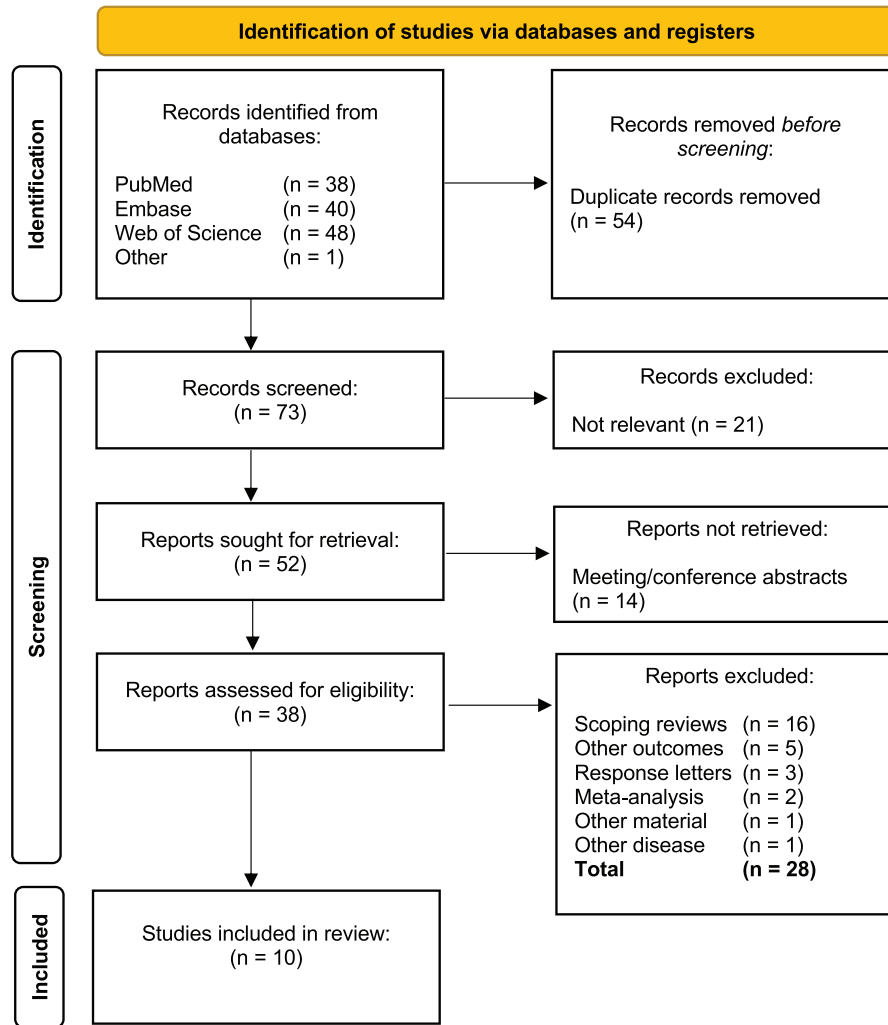 Identification of studies via databases and registers
Identification
Records identified from
databases:
PubMed (n = 38)
Embase (n = 40)
Web of Science (n = 48)
Other (n = 1)
Records removed before
screening:
Duplicate records removed
(n = 54)
Screening
Records screened:
(n = 73)
Records excluded:
Not relevant (n = 21)
Reports sought for retrieval:
(n = 52)
Reports not retrieved:
Meeting/conference abstracts
(n = 14)
Reports assessed for eligibility:
(n = 38)
Reports excluded:
Scoping reviews (n = 16)
Other outcomes (n = 5)
Response letters (n = 3)
Meta-analysis (n = 2)
Other material (n = 1)
Other disease (n = 1)
Total (n = 28)
Included
Studies included in review:
(n = 10)